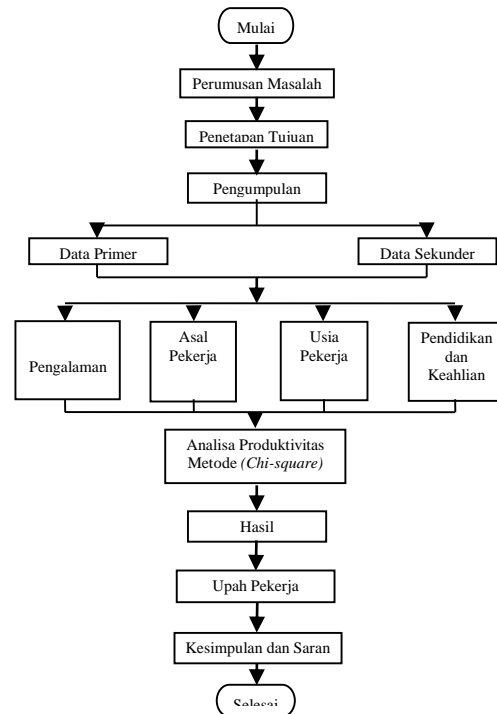 Mulai
Perumusan Masalah
Penetapan Tujuan
Pengumpulan
Data Primer
Data Sekunder
Pengalaman
Asal
Pekerja
Usia
Pekerja
Pendidikan
dan
Keahlian
Analisa Produktivitas
Metode (Chi-square)
Hasil
Upah Pekerja
Kesimpulan dan Saran
Selesai